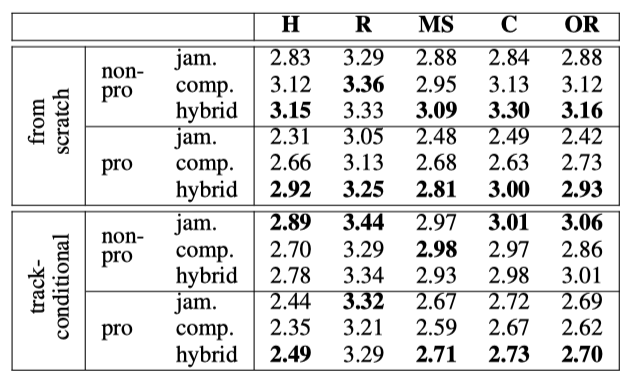 H R MS C OR
from scratch
non-pro
jam. 2.83 3.29 2.88 2.84 2.88
comp. 3.12 3.36 2.95 3.13 3.12
hybrid 3.15 3.33 3.09 3.30 3.16
pro
jam. 2.31 3.05 2.48 2.49 2.42
comp. 2.66 3.13 2.68 2.63 2.73
hybrid 2.92 3.25 2.81 3.00 2.93
track-conditional
non-pro
jam. 2.89 3.44 2.97 3.01 3.06
comp. 2.70 3.29 2.98 2.97 2.86
hybrid 2.78 3.34 2.93 2.98 3.01
pro
jam. 2.44 3.32 2.67 2.72 2.69
comp. 2.35 3.21 2.59 2.67 2.62
hybrid 2.49 3.29 2.71 2.73 2.70